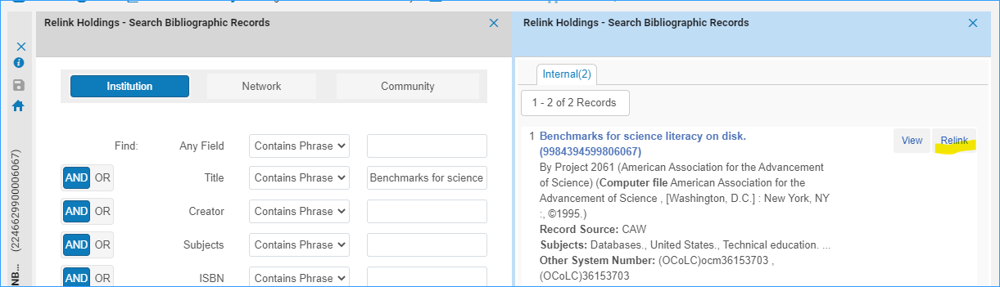 Relink Holdings - Search Bibliographic Records
Institution
Network
Community
Find:
Any Field
Contains Phrase
AND OR
Title
Contains Phrase
Benchmarks for science
AND OR
Creator
Contains Phrase
AND OR
Subjects
Contains Phrase
AND OR
ISBN
Contains Phrase
(22466299000006067)
NB...
Relink Holdings - Search Bibliographic Records
Internal(2)
1 - 2 of 2 Records
1 Benchmarks for science literacy on disk.
(9984394599806067)
View
Relink
By Project 2061 (American Association for the Advancement
of Science) (Computer file American Association for the
Advancement of Science , [Washington, D.C.] : New York, NY
:, ©1995.)
Record Source: CAW
Subjects: Databases., United States., Technical education. ...
Other System Number: (OCoLC)ocm36153703 ,
(OCoLC)36153703